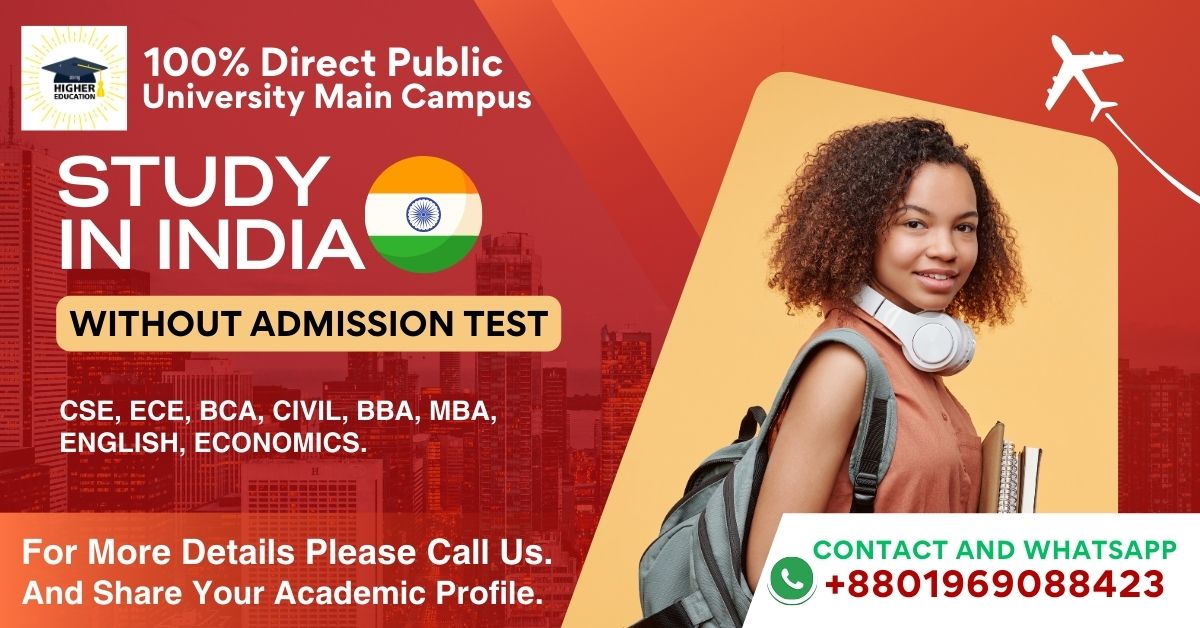 HIGHER
EDUCATION
100% Direct Public
University Main Campus
STUDY
IN INDIA
WITHOUT ADMISSION TEST
CSE, ECE, BCA, CIVIL, BBA, MBA,
ENGLISH, ECONOMICS.
For More Details Please Call Us.
And Share Your Academic Profile.
CONTACT AND WHATSAPP
+8801969088423